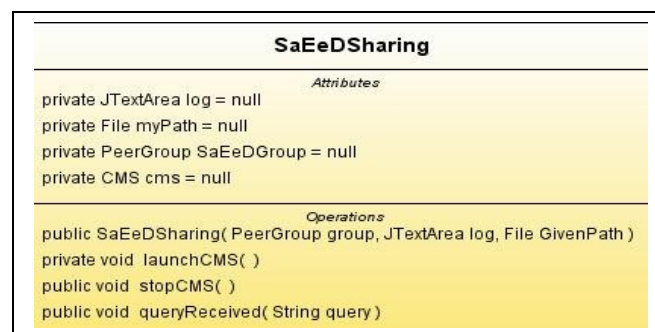 SaEeDSharing
Attributes
private JTextArea log = null
private File myPath = null
private PeerGroup SaEeDGroup = null
private CMS cms = null
Operations
public SaEeDSharing( PeerGroup group, JTextArea log, File GivenPath )
private void launchCMS( )
public void stopCMS( )
public void queryReceived( String query )